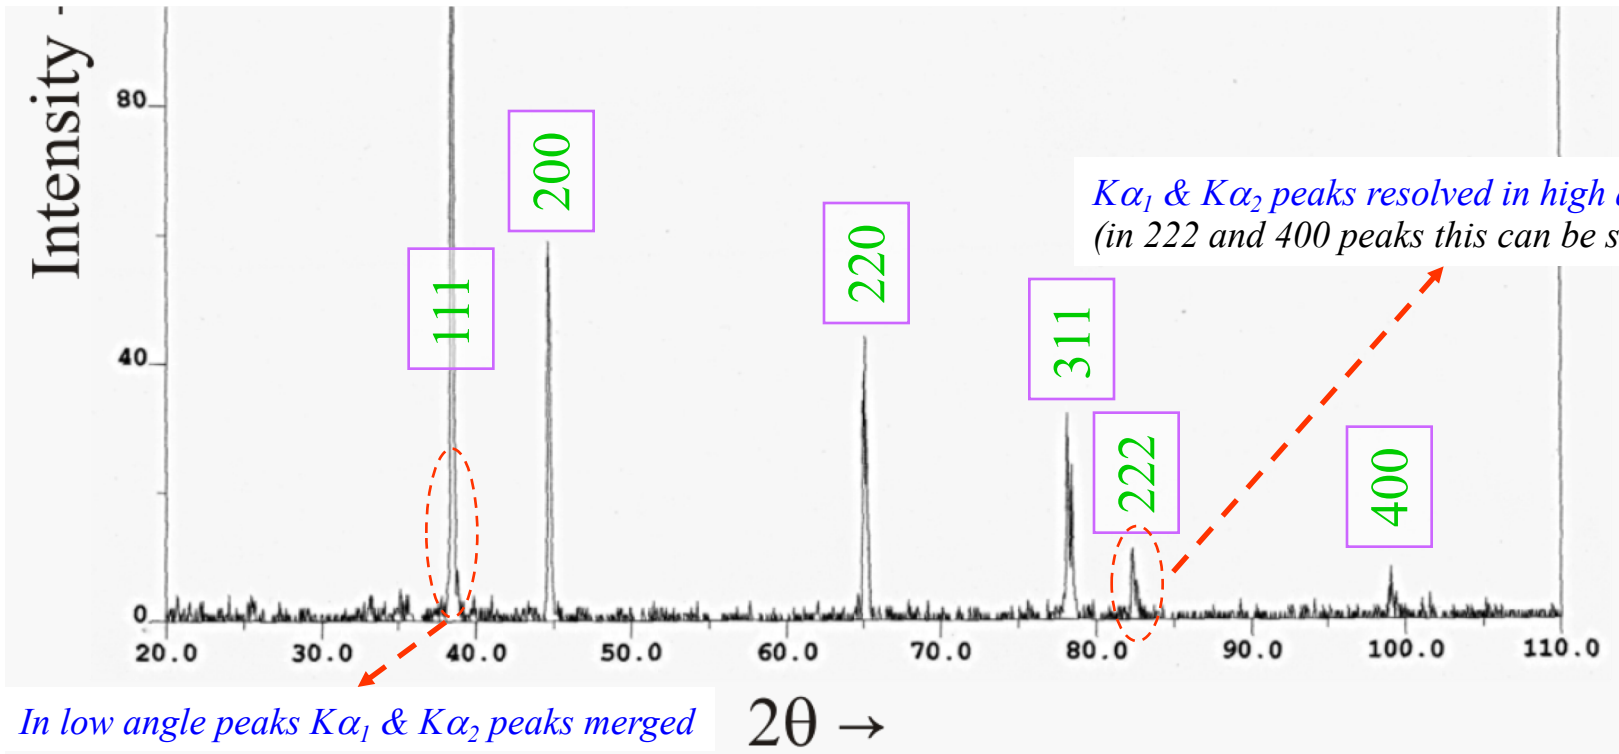 Intensity →
80
40
0
111
200
220
311
222
400
Kα₁ & Kα₂ peaks resolved in high
(in 222 and 400 peaks this can be
20.0 30.0 40.0 50.0 60.0 70.0 80.0 90.0 100.0 110.0
In low angle peaks Kα₁ & Kα₂ peaks merged
2θ →